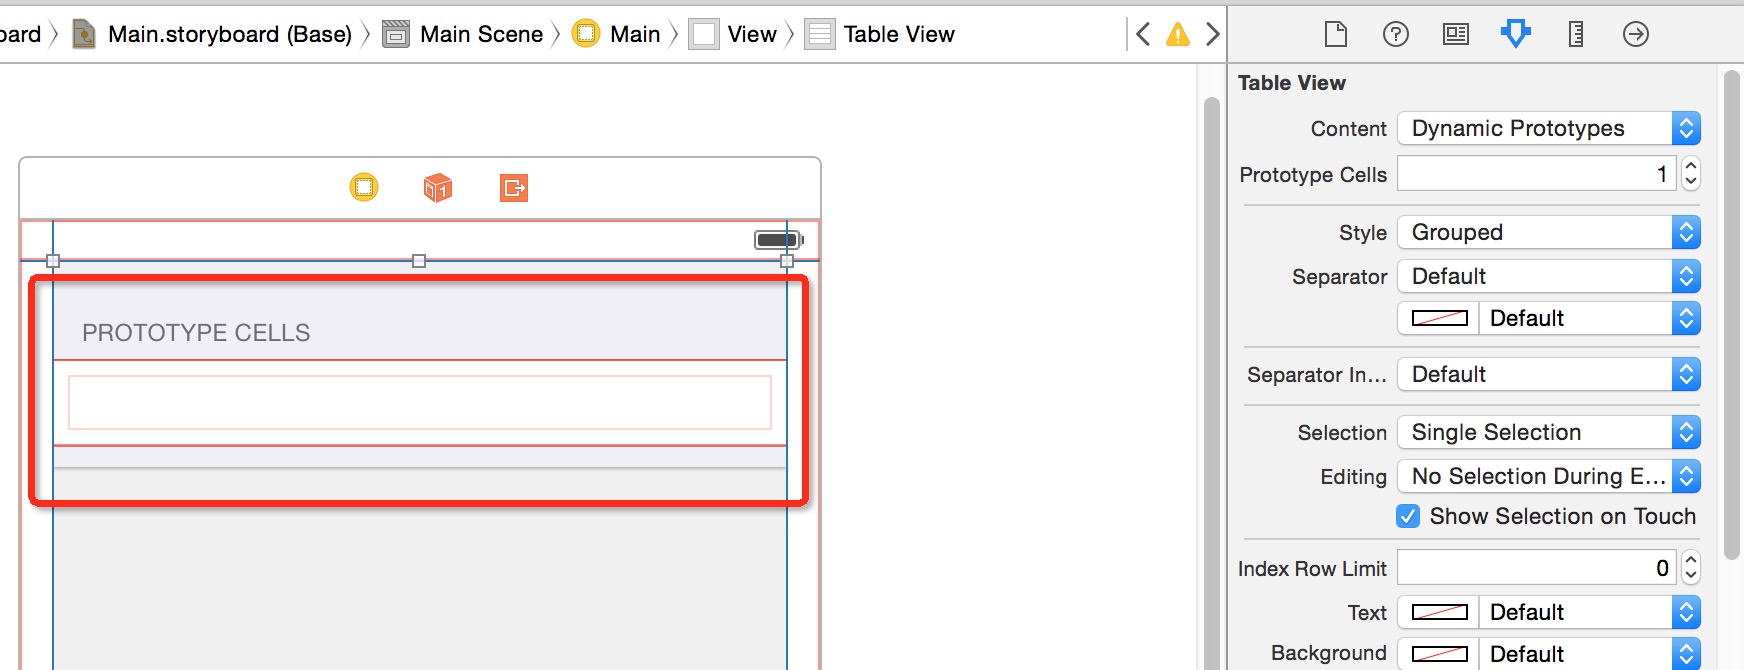 oard Main.storyboard (Base) Main Scene Main View Table View
Table View
Content Dynamic Prototypes
Prototype Cells 1
Style Grouped
Separator Default
Default
Separator In... Default
Selection Single Selection
Editing No Selection During E...
Show Selection on Touch
Index Row Limit 0
Text Default
Background Default
1
PROTOTYPE CELLS